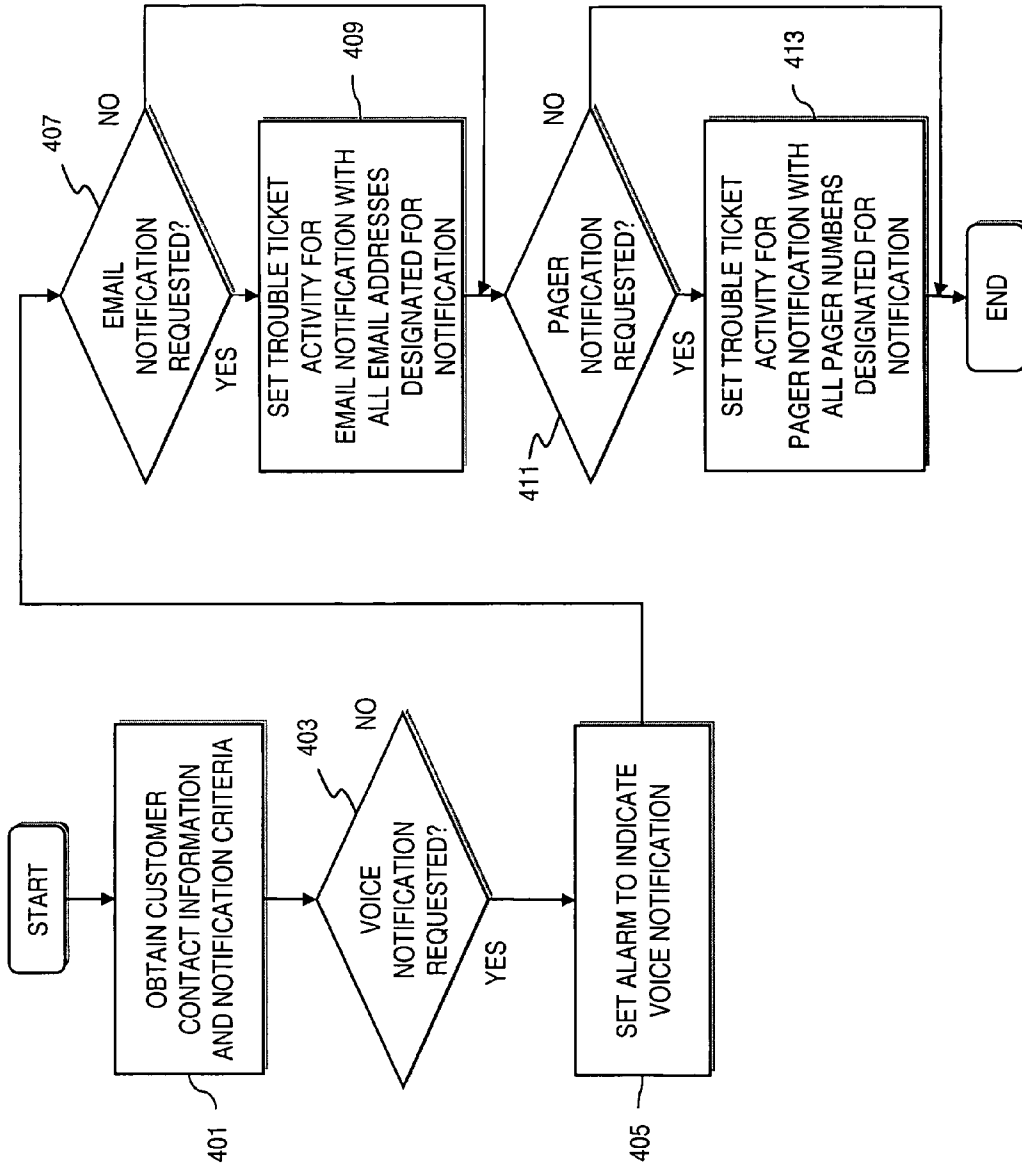 START
OBTAIN CUSTOMER
CONTACT INFORMATION
AND NOTIFICATION CRITERIA
401
VOICE
NOTIFICATION
REQUESTED?
403
NO
YES
SET ALARM TO INDICATE
VOICE NOTIFICATION
405
EMAIL
NOTIFICATION
REQUESTED?
407
NO
YES
SET TROUBLE TICKET
ACTIVITY FOR
EMAIL NOTIFICATION WITH
ALL EMAIL ADDRESSES
DESIGNATED FOR
NOTIFICATION
409
PAGER
NOTIFICATION
REQUESTED?
411
NO
YES
SET TROUBLE TICKET
ACTIVITY FOR
PAGER NOTIFICATION WITH
ALL PAGER NUMBERS
DESIGNATED FOR
NOTIFICATION
413
END